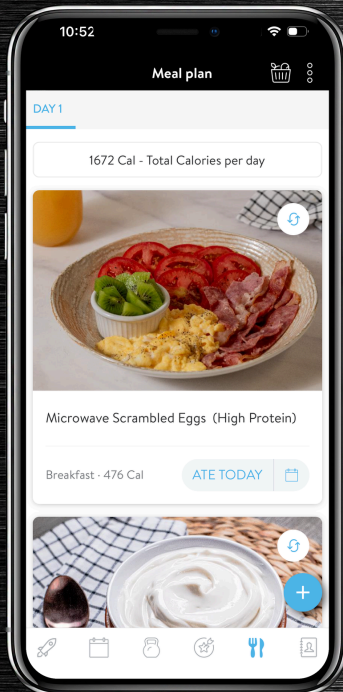 10:52
Meal plan
DAY 1
1672 Cal - Total Calories per day
Microwave Scrambled Eggs (High Protein)
Breakfast · 476 Cal
ATE TODAY